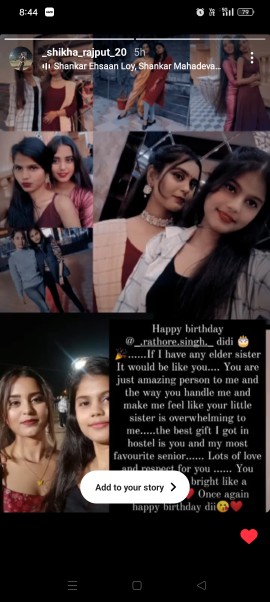 8:44
79
_shikha_rajput_20 5h
Shankar Ehsaan Loy, Shankar Mahadeva...
Happy birthday
@_.rathore.singh._ didi 🎂
🎉......If I have any elder sister
It would be like you.... You are
just amazing person to me and
the way you handle me and
make me feel like your little
sister is overwhelming to
me.....the best gift I got in
hostel is you and my most
favourite senior...... Lots of love
and respect for you ...... You
bright like a
Once again
happy birthday dii😘❤️
Add to your story